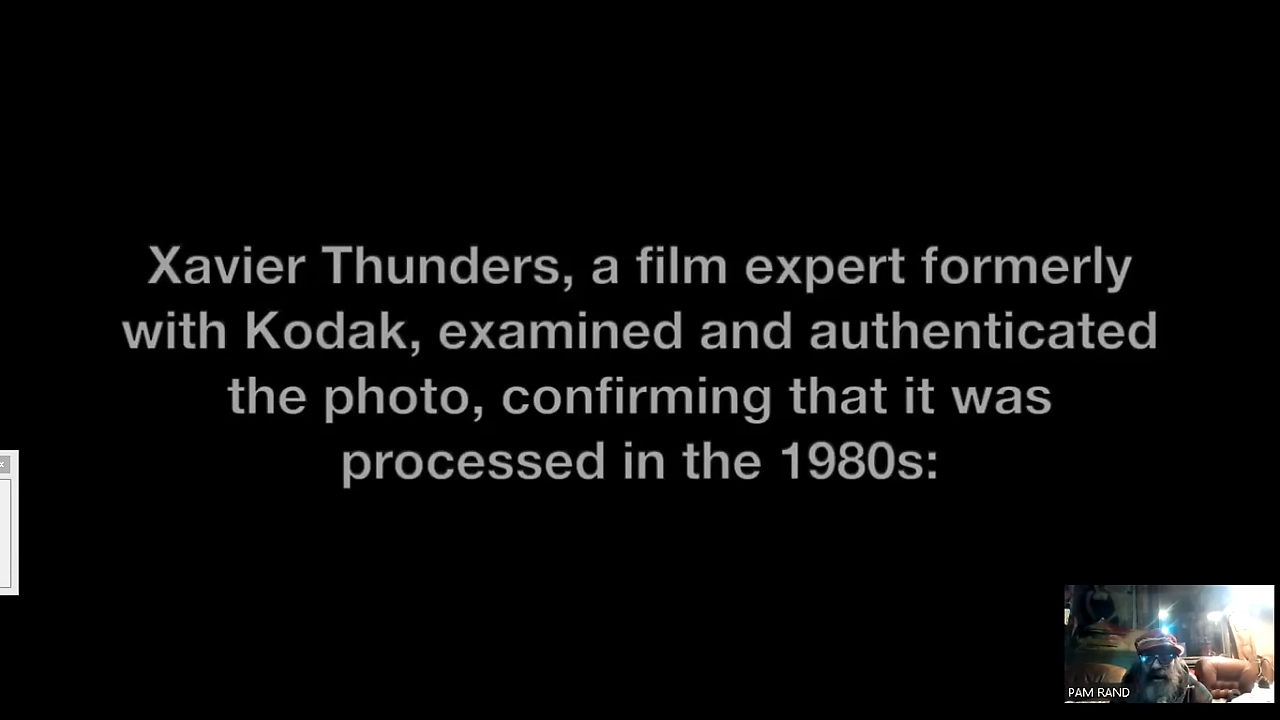 Xavier Thunders, a film expert formerly
with Kodak, examined and authenticated
the photo, confirming that it was
processed in the 1980s:
PAM RAND